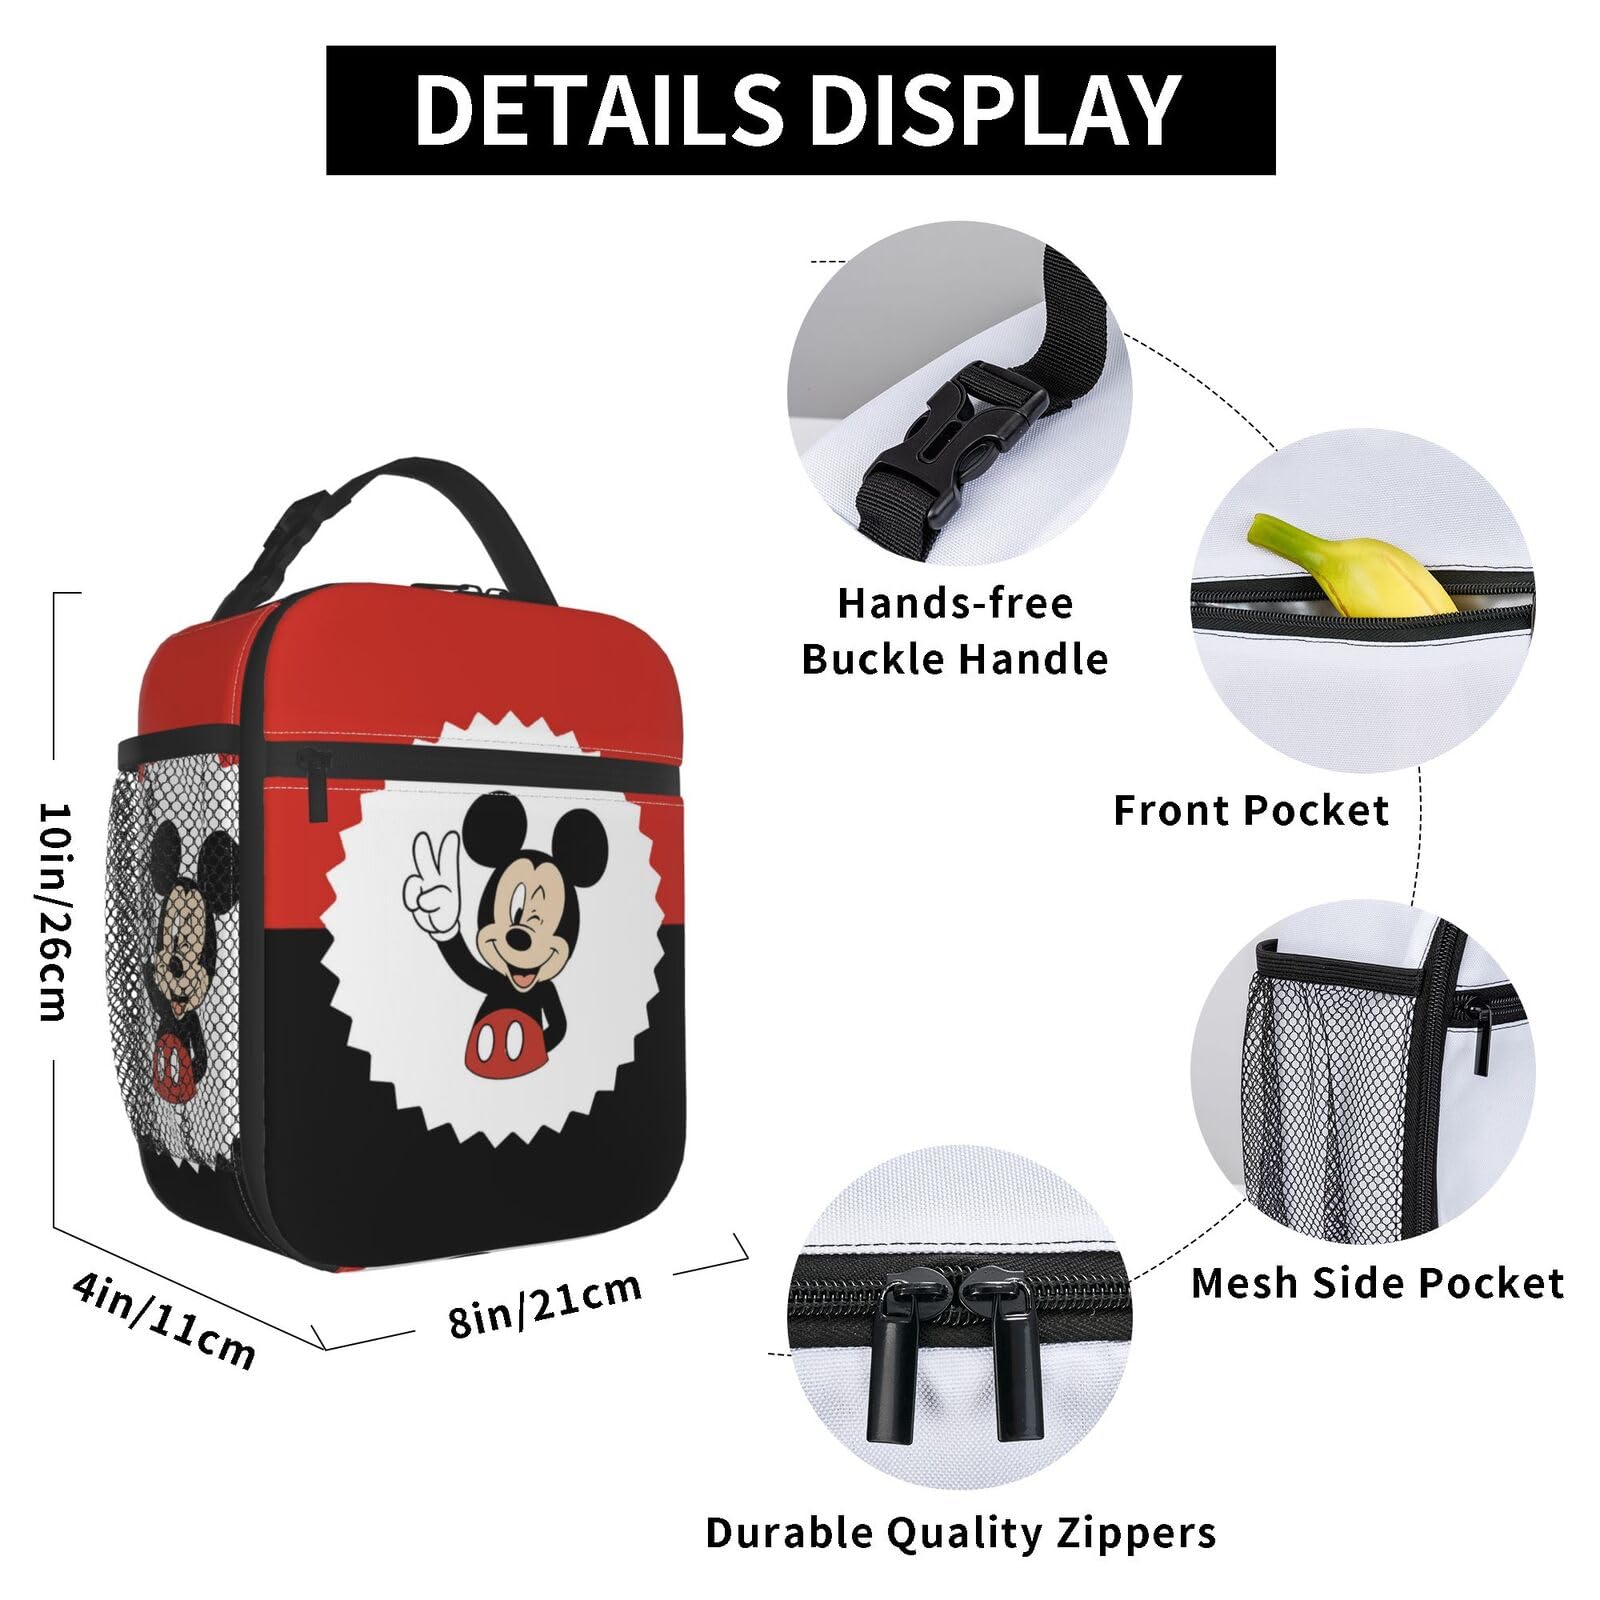 DETAILS DISPLAY
Hands-free
Buckle Handle
Front Pocket
10in/26cm
Mesh Side Pocket
4in/11cm
8in/21cm
Durable Quality Zippers